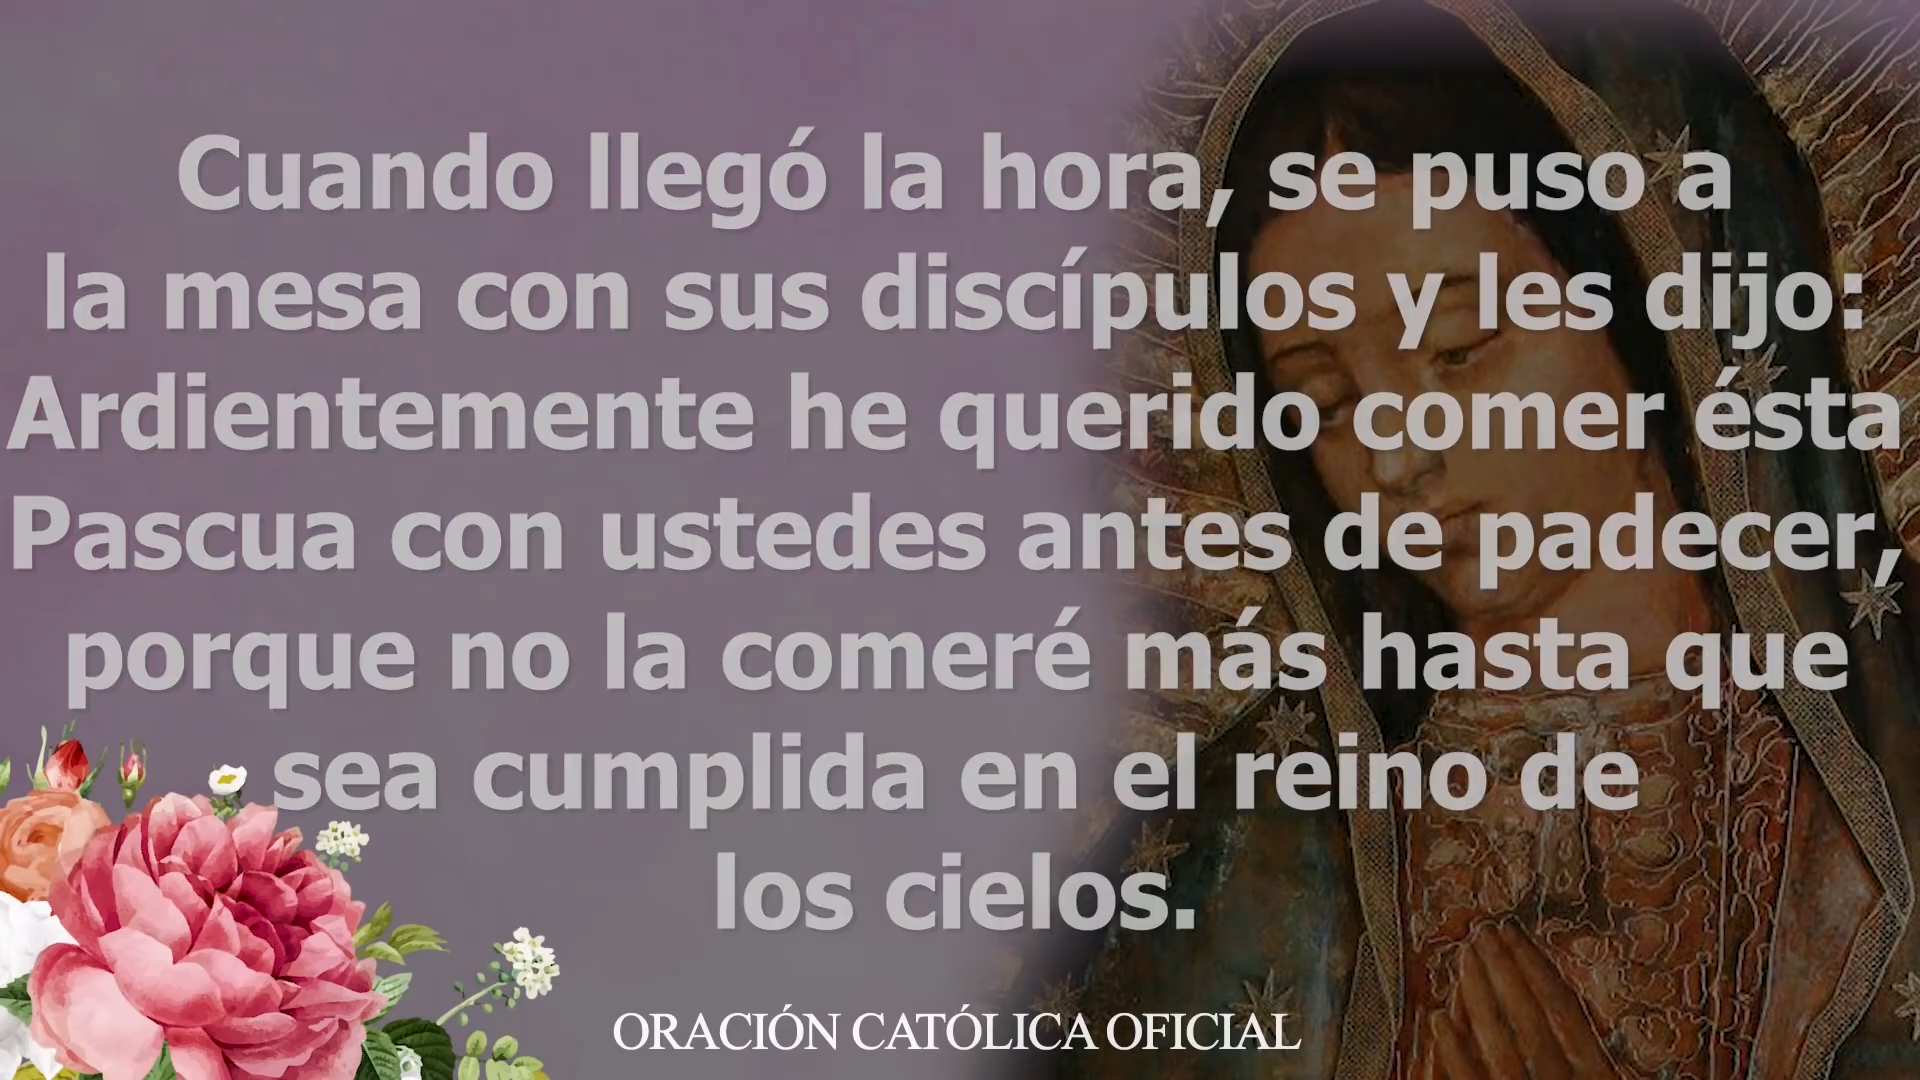 Cuando llegó la hora, se puso a
la mesa con sus discípulos y les dijo:
Ardientemente he querido comer ésta
Pascua con ustedes antes de padecer,
porque no la comeré más hasta que
sea cumplida en el reino de
los cielos.
ORACIÓN CATÓLICA OFICIAL